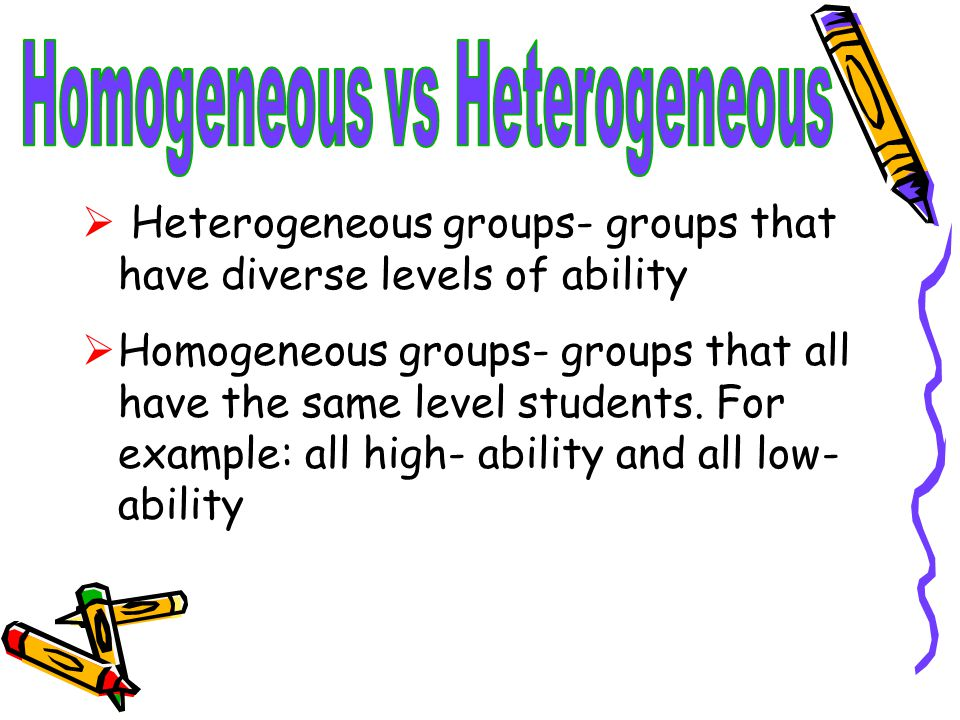 Homogeneous vs Heterogeneous
Heterogeneous groups- groups that
have diverse levels of ability
Homogeneous groups- groups that all
have the same level students. For
example: all high- ability and all low-
ability